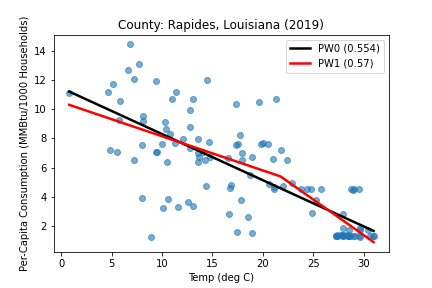 County: Rapides, Louisiana (2019)
PW0 (0.554)
PW1 (0.57)
Per-Capita Consumption (MMBtu/1000 Households)
14
12
10
8
6
4
2
0 5 10 15 20 25 30
Temp (deg C)